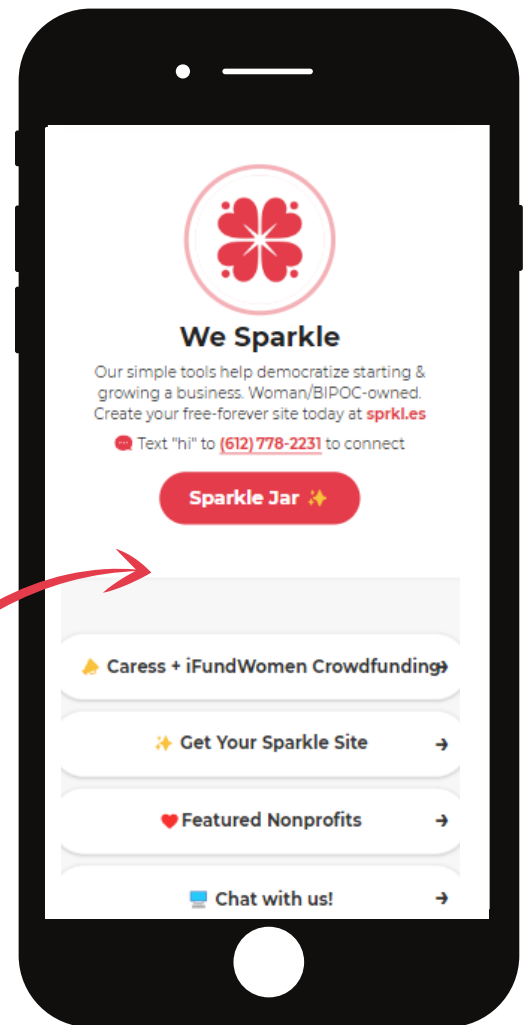 We Sparkle
Our simple tools help democratize starting &
growing a business. Woman/BIPOC-owned.
Create your free-forever site today at sprkl.es
Text "hi" to (612) 778-2231 to connect
Sparkle Jar ✨
📣 Caress + iFundWomen Crowdfunding→
✨ Get Your Sparkle Site →
❤️ Featured Nonprofits →
🖥️ Chat with us! →